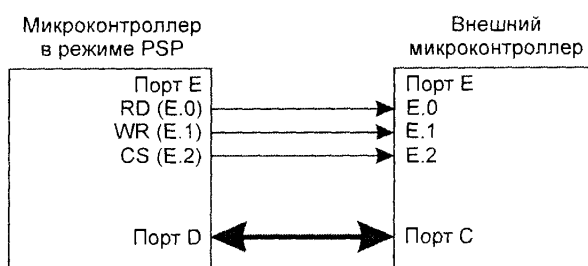 Микроконтроллер
в режиме PSP
Внешний
микроконтроллер
Порт E
RD (E.0)
WR (E.1)
CS (E.2)
Порт D
Порт E
E.0
E.1
E.2
Порт C